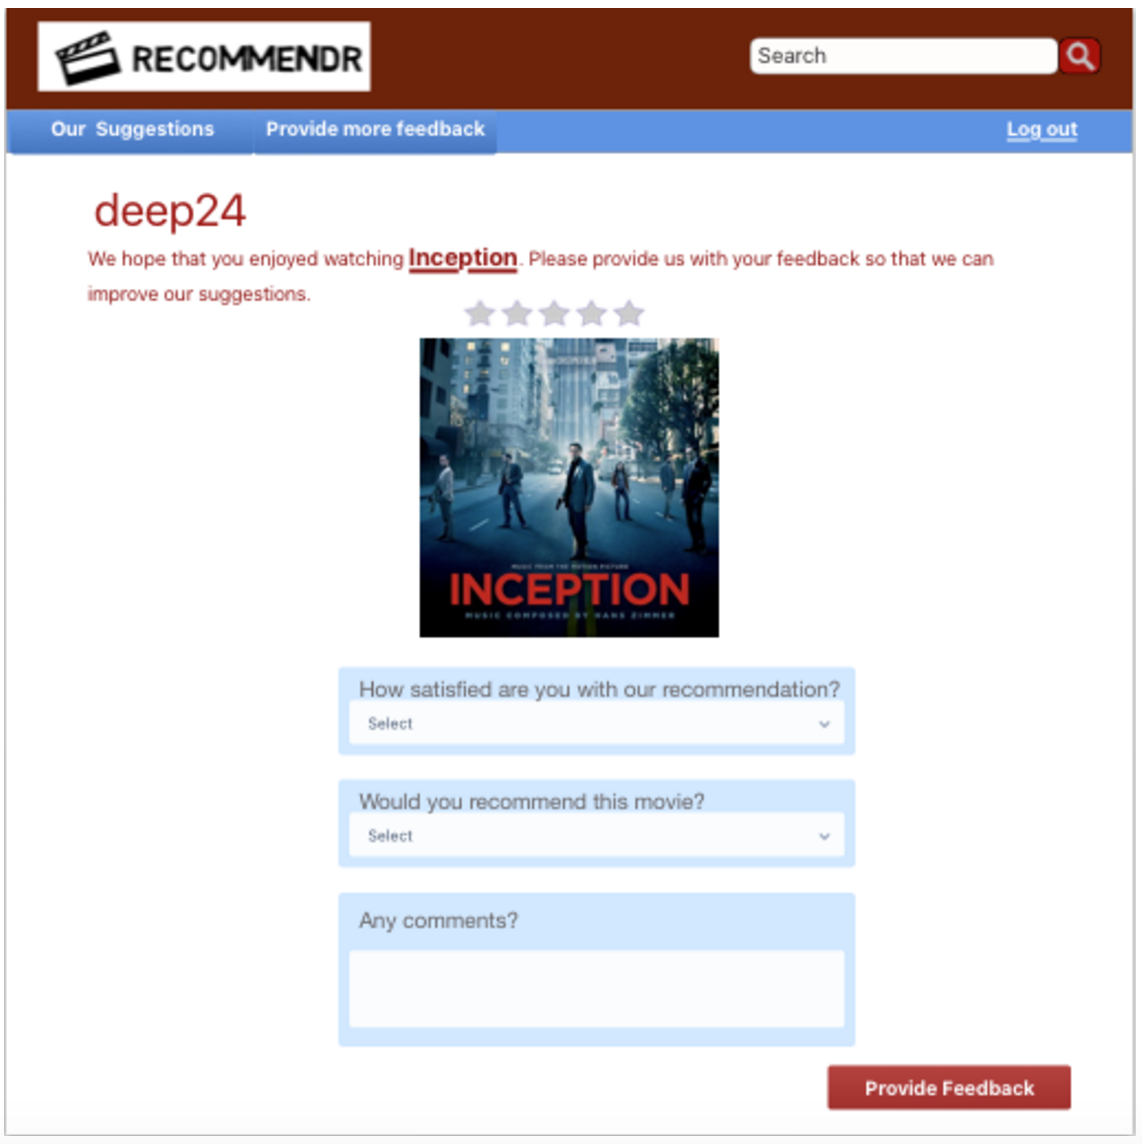 RECOMMENDR
Search
Our Suggestions
Provide more feedback
Log out
deep24
We hope that you enjoyed watching Inception. Please provide us with your feedback so that we can
improve our suggestions.
MUSIC FROM THE MOTION PICTURE
INCEPTION
MUSIC COMPOSED BY HANS ZIMMER
How satisfied are you with our recommendation?
Select
Would you recommend this movie?
Select
Any comments?
Provide Feedback